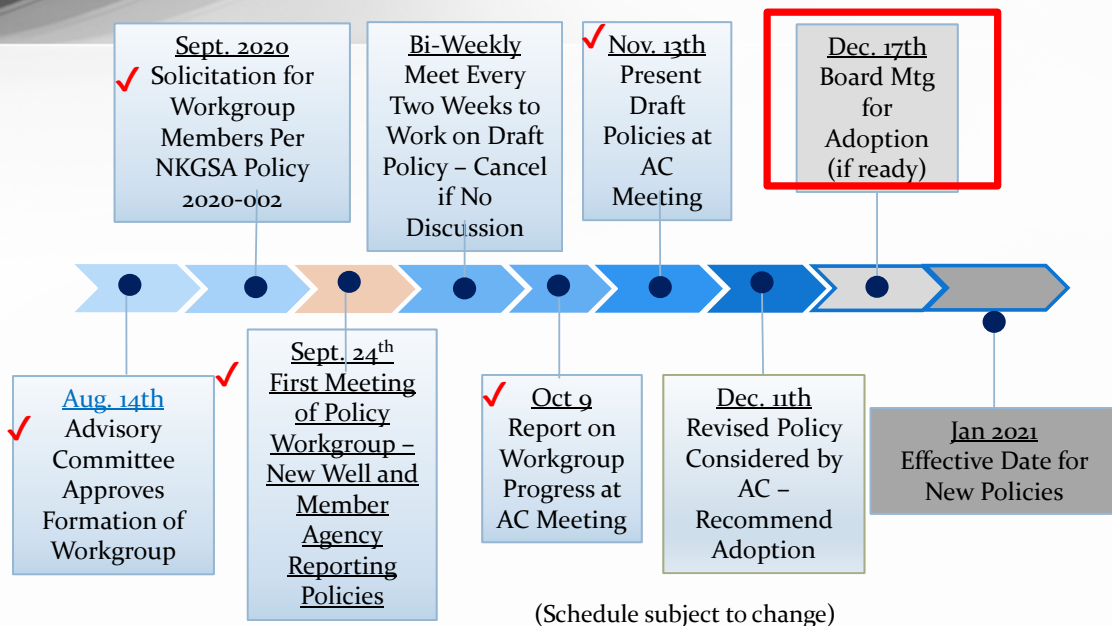 Sept. 2020
Solicitation for
Workgroup
Members Per
NKGSA Policy
2020-002
Bi-Weekly
Meet Every
Two Weeks to
Work on Draft
Policy – Cancel
if No
Discussion
Nov. 13th
Present
Draft
Policies at
AC
Meeting
Dec. 17th
Board Mtg
for
Adoption
(if ready)
Aug. 14th
Advisory
Committee
Approves
Formation of
Workgroup
Sept. 24th
First Meeting
of Policy
Workgroup –
New Well and
Member
Agency
Reporting
Policies
Oct 9
Report on
Workgroup
Progress at
AC Meeting
Dec. 11th
Revised Policy
Considered by
AC –
Recommend
Adoption
Jan 2021
Effective Date for
New Policies
(Schedule subject to change)